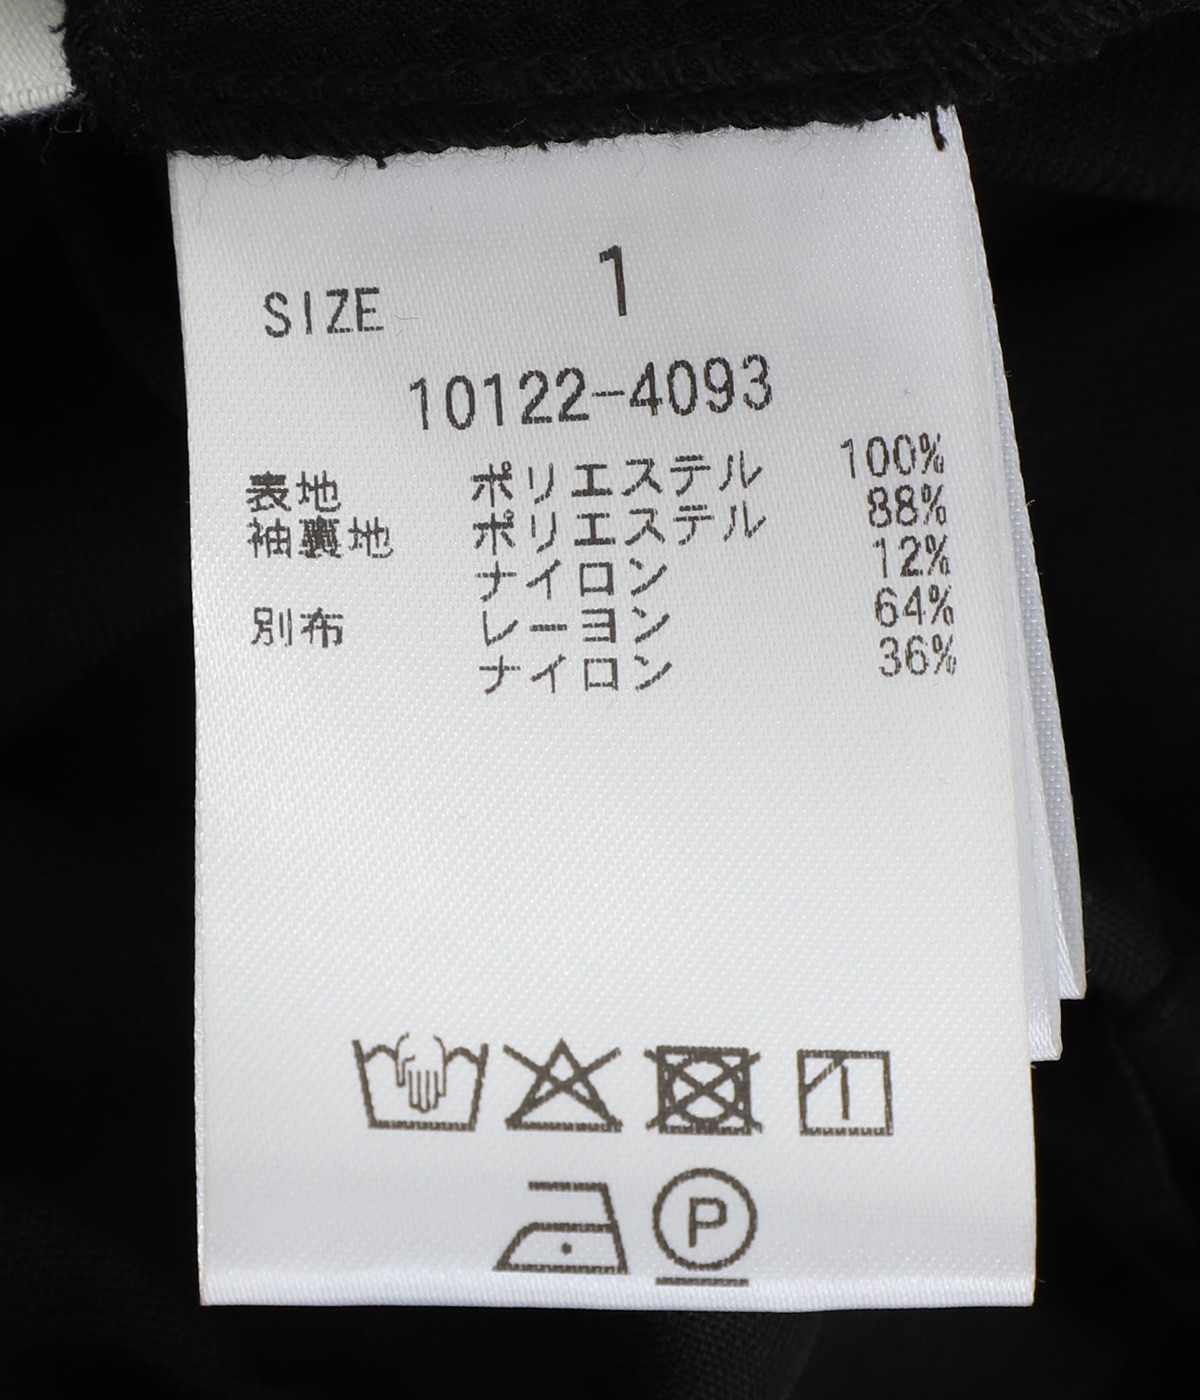 SIZE 1
10122-4093
表地 ポリエステル 100%
袖裏地 ポリエステル 88%
ナイロン 12%
別布 レーヨン 64%
ナイロン 36%
P